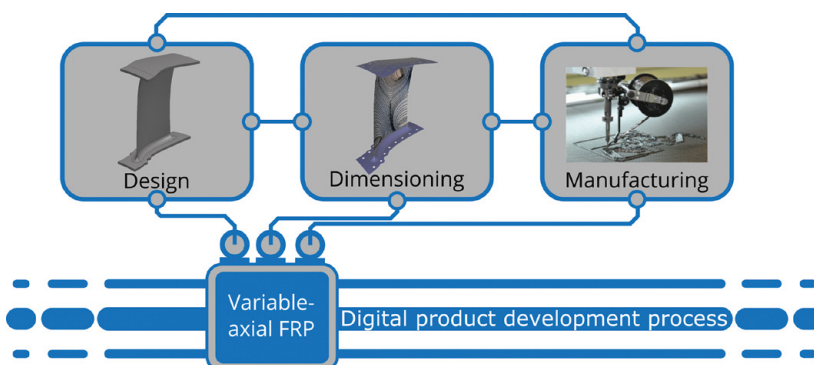 Design
Dimensioning
Manufacturing
Variable-
axial FRP
Digital product development process